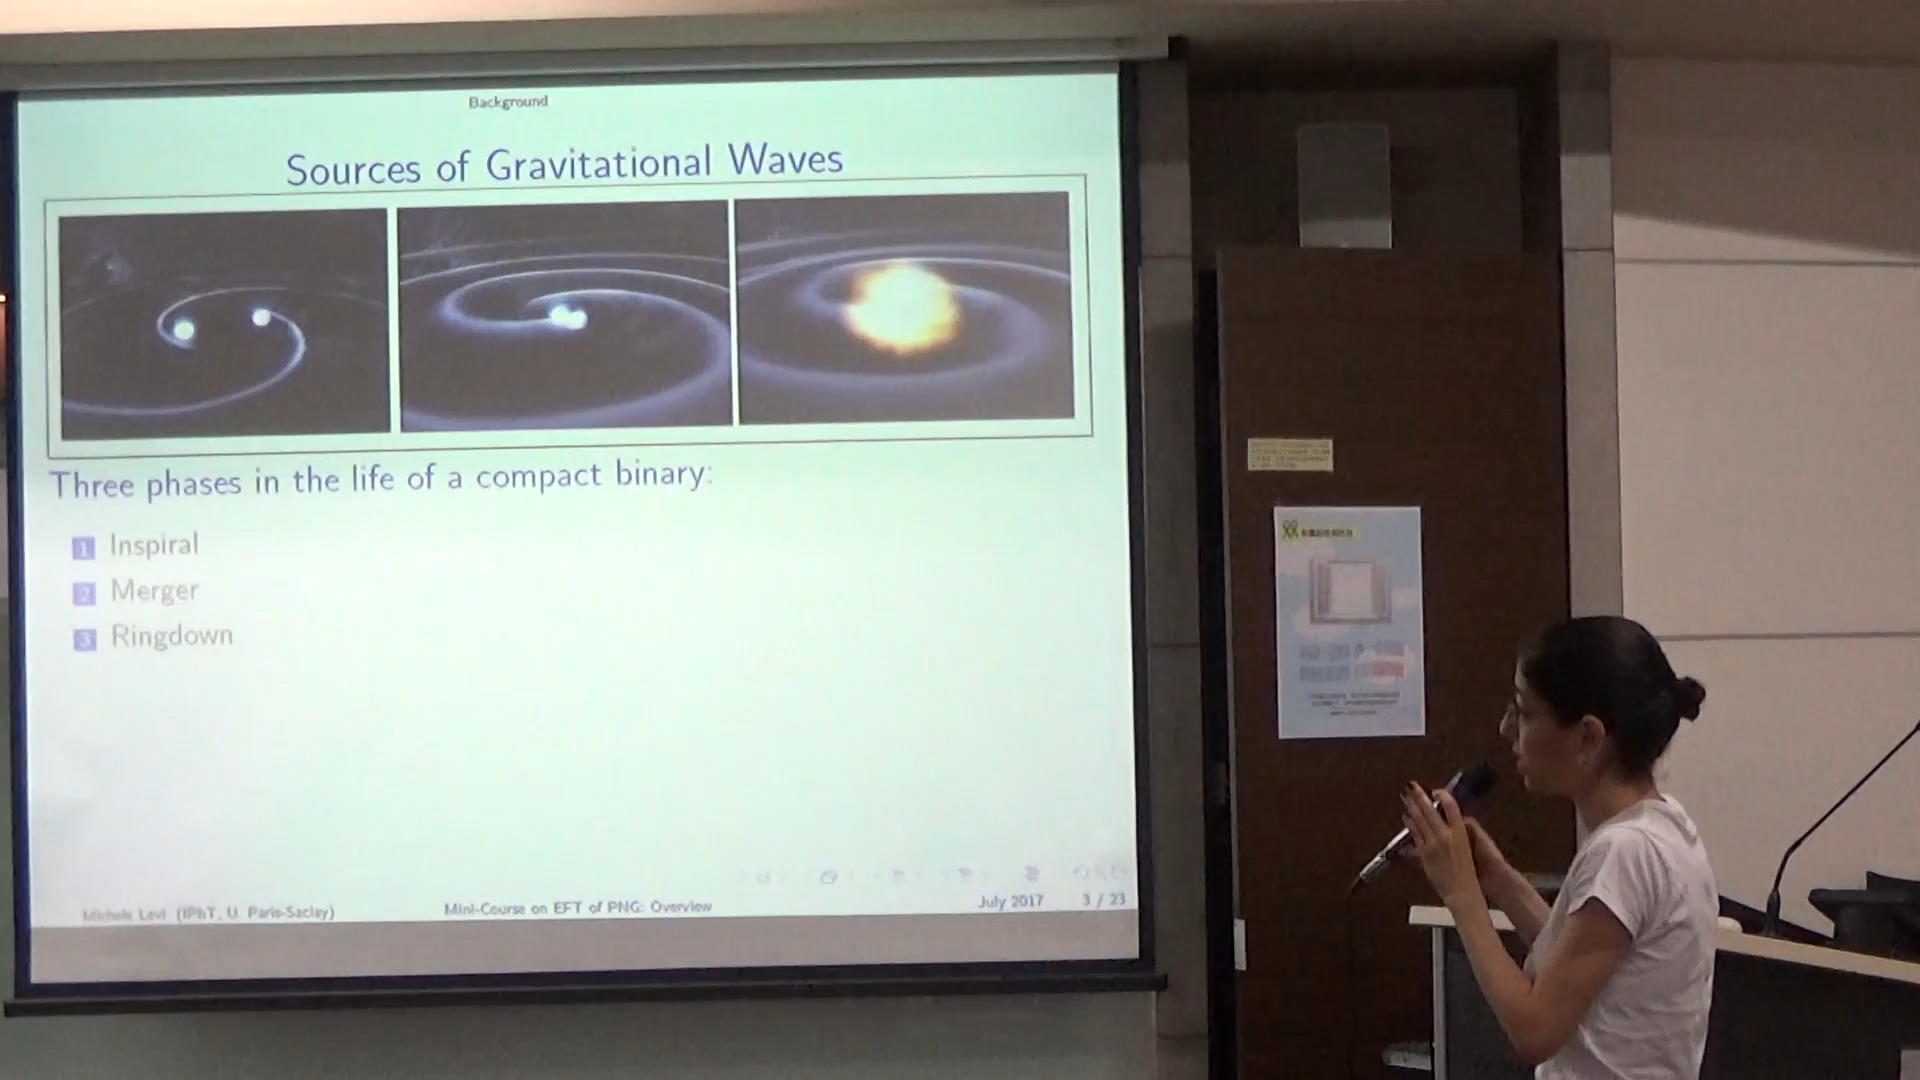 Background
Sources of Gravitational Waves
Three phases in the life of a compact binary:
1 Inspiral
2 Merger
3 Ringdown
Michele Levi (IPhT, U. Paris-Saclay)
Mini-Course on EFT of PNG: Overview
July 2017
3 / 23